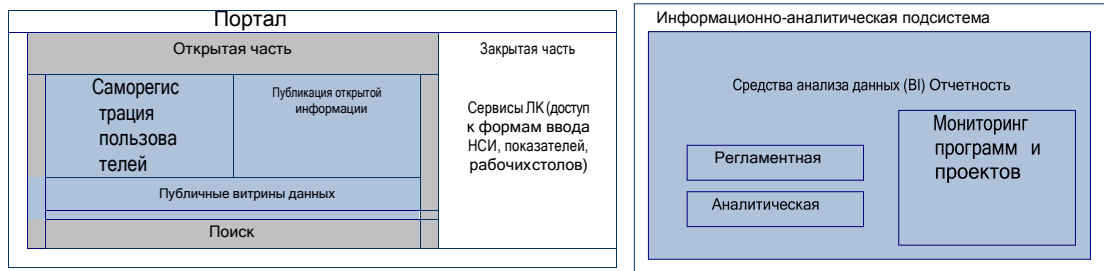 Портал
Открытая часть
Саморегис
трация
пользова
телей
Публикация открытой
информации
Публичные витрины данных
Поиск
Закрытая часть
Сервисы ЛК (доступ
к формам ввода
НСИ, показателей,
рабочихстолов)
Информационно-аналитическая подсистема
Средства анализа данных (BI) Отчетность
Регламентная
Аналитическая
Мониторинг
программ и
проектов